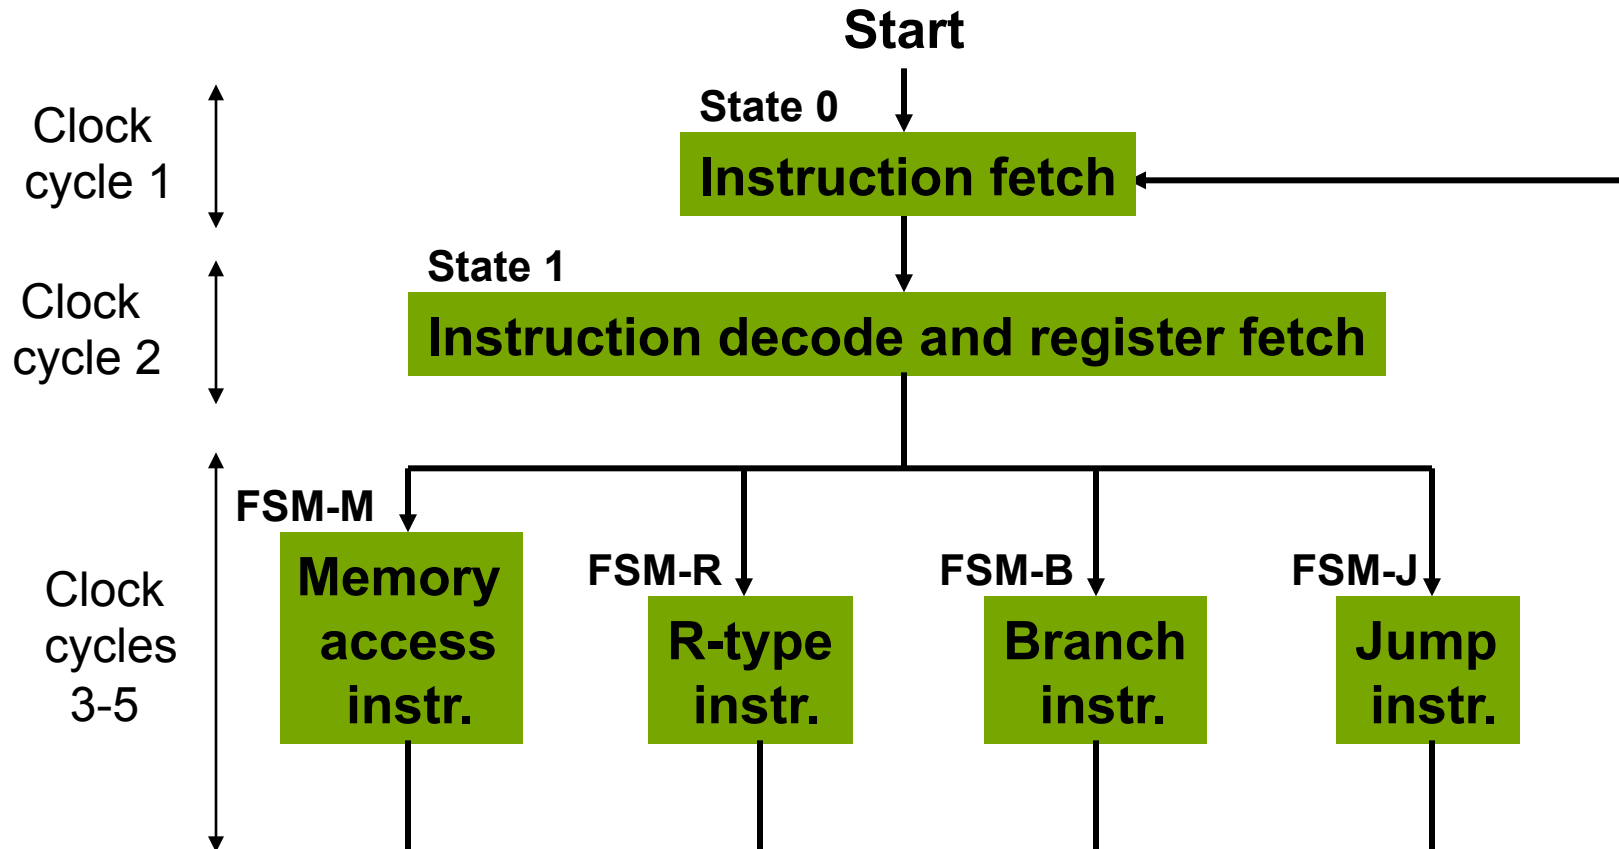 Start
Clock
cycle 1
State 0
Instruction fetch
State 1
Clock
cycle 2
Instruction decode and register fetch
Clock
cycles
3-5
FSM-M
Memory
access
instr.
FSM-R
R-type
instr.
FSM-B
Branch
instr.
FSM-J
Jump
instr.